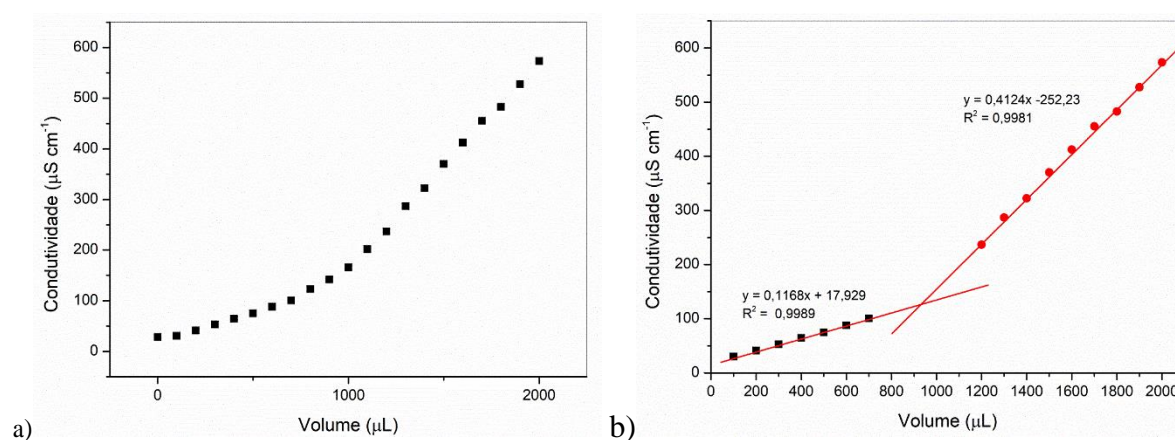 600
500
400
300
200
100
0
Condutividade (μS cm⁻¹)
0
1000
2000
Volume (μL)
a)
600
500
400
300
200
100
0
Condutividade (μS cm⁻¹)
y = 0,4124x -252,23
R² = 0,9981
y = 0,1168x + 17,929
R² = 0,9989
0 200 400 600 800 1000 1200 1400 1600 1800 2000
Volume (μL)
b)